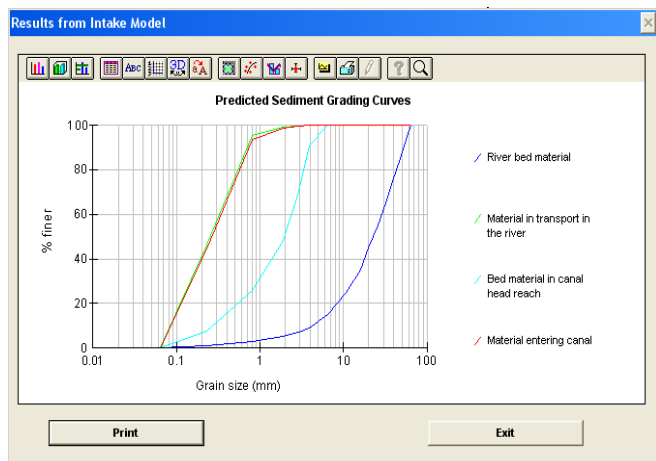 Results from Intake Model
ABC
3D
Predicted Sediment Grading Curves
100
80
60
40
20
0
% finer
0.01 0.1 1 10 100
Grain size (mm)
River bed material
Material in transport in
the river
Bed material in canal
head reach
Material entering canal
Print
Exit